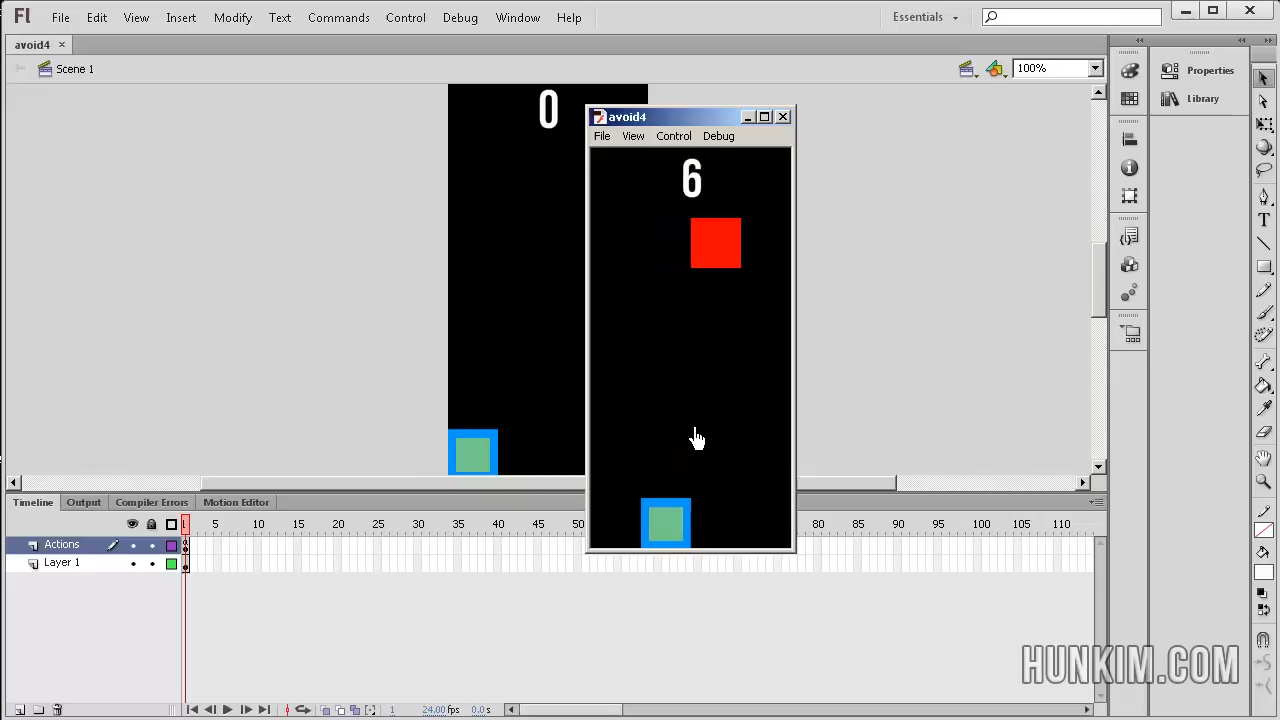 Fl File Edit View Insert Modify Text Commands Control Debug Window Help Essentials
avoid4
Scene 1 100%
Properties
Library
0
avoid4
File View Control Debug
6
Timeline Output Compiler Errors Motion Editor
1 5 10 15 20 25 30 35 40 45 50 80 85 90 95 100 105 110
Actions
Layer 1
1 24.00 fps 0.0 s
HUNKIM.COM